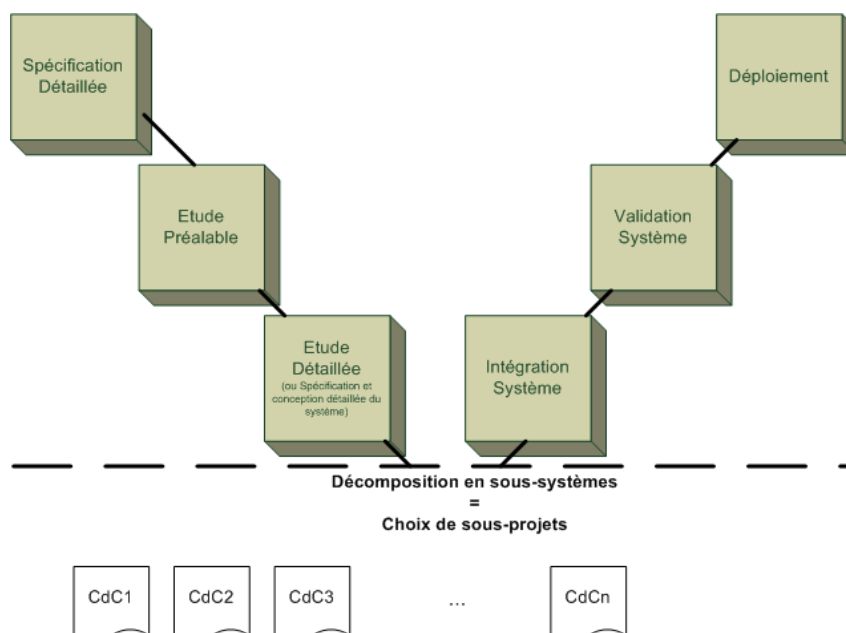 Spécification
Détaillée
Déploiement
Etude
Préalable
Validation
Système
Etude
Détaillée
(ou Spécification et
conception détaillée du
système)
Intégration
Système
Décomposition en sous-systèmes
=
Choix de sous-projets
CdC1
CdC2
CdC3
...
CdCn